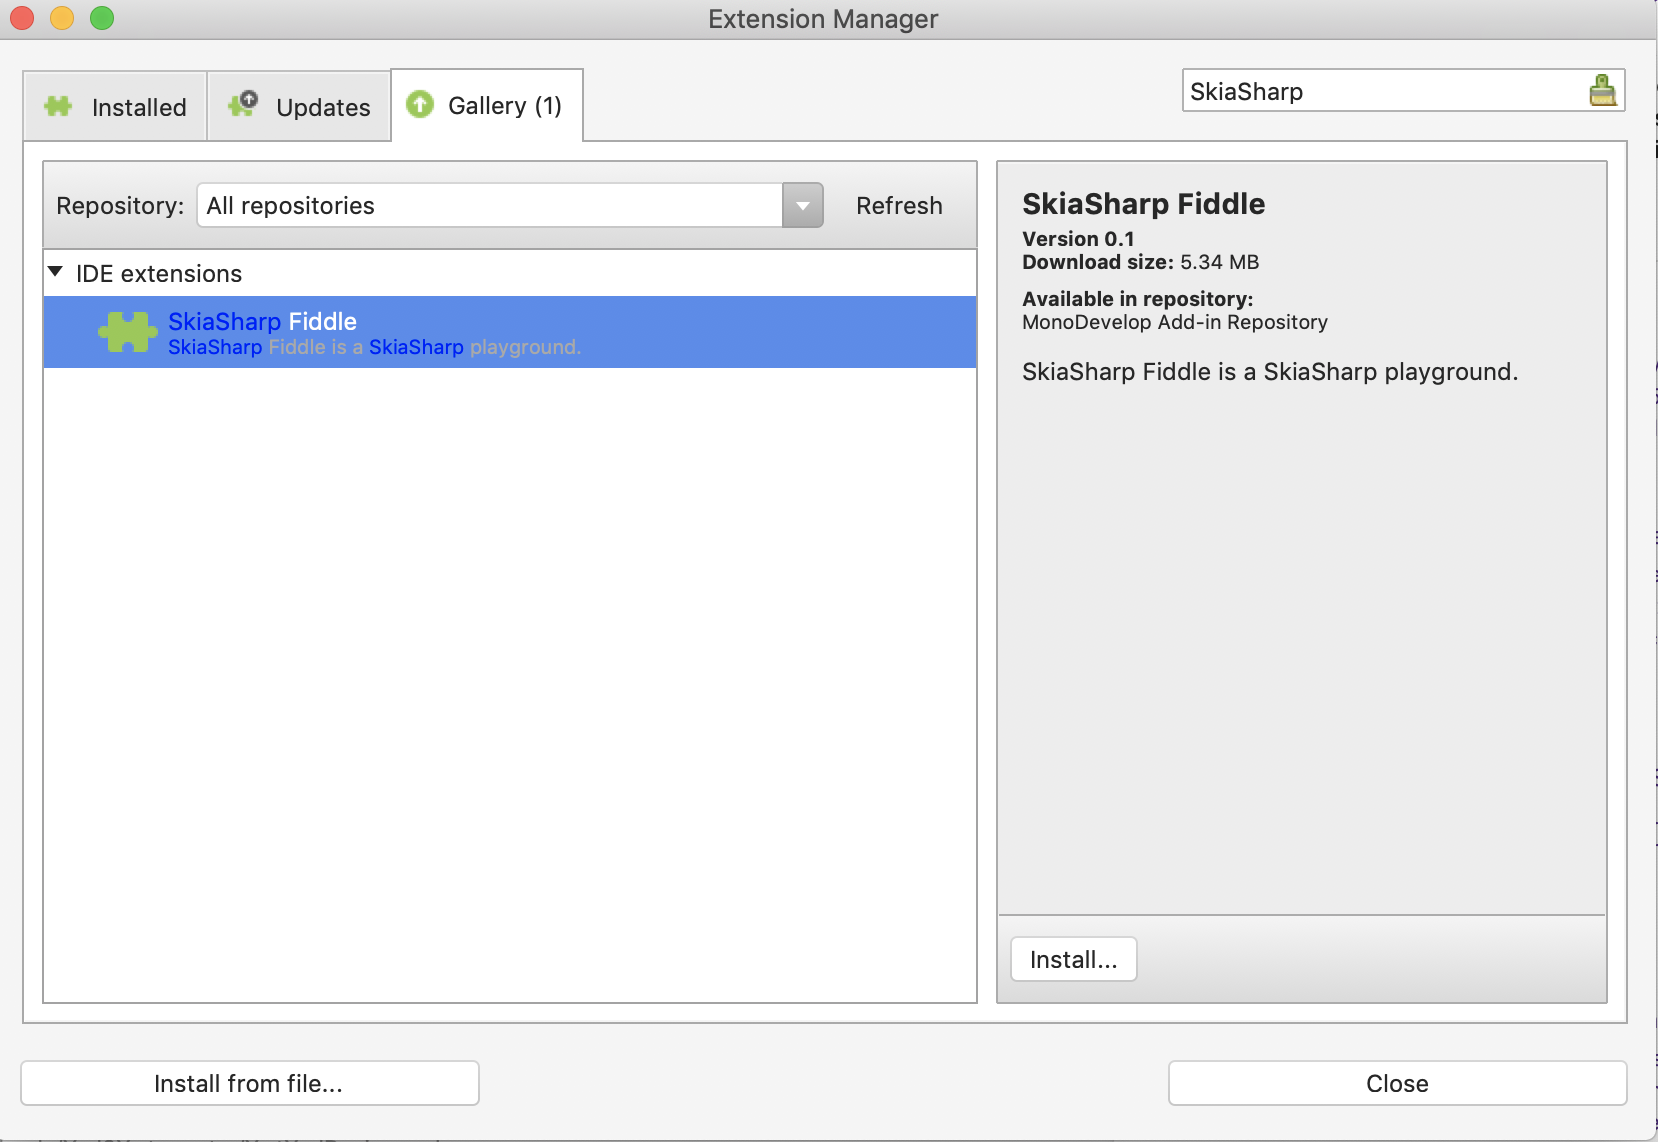 Extension Manager
Installed
Updates
Gallery (1)
SkiaSharp
Repository:
All repositories
Refresh
IDE extensions
SkiaSharp Fiddle
SkiaSharp Fiddle is a SkiaSharp playground.
SkiaSharp Fiddle
Version 0.1
Download size: 5.34 MB
Available in repository:
MonoDevelop Add-in Repository
SkiaSharp Fiddle is a SkiaSharp playground.
Install...
Install from file...
Close